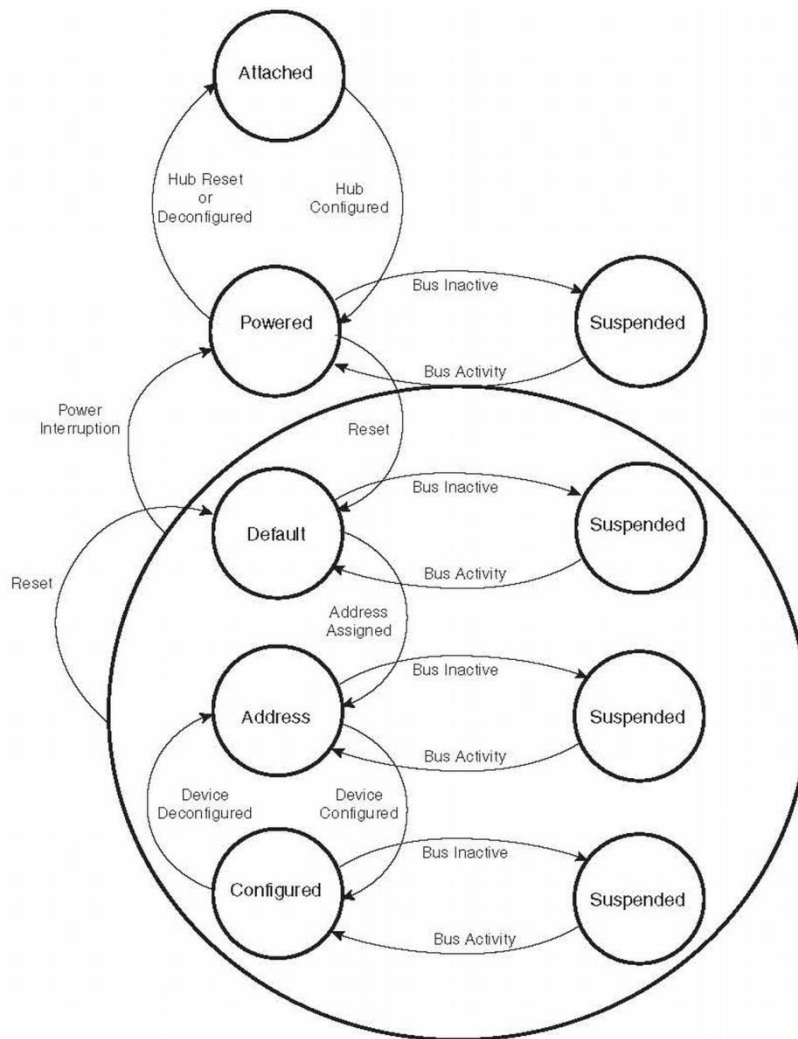 Attached
Hub Reset
or
Deconfigured
Hub
Configured
Powered
Bus Inactive
Suspended
Bus Activity
Power
Interruption
Reset
Default
Bus Inactive
Suspended
Bus Activity
Reset
Address
Assigned
Address
Bus Inactive
Suspended
Bus Activity
Device
Deconfigured
Device
Configured
Configured
Bus Inactive
Suspended
Bus Activity